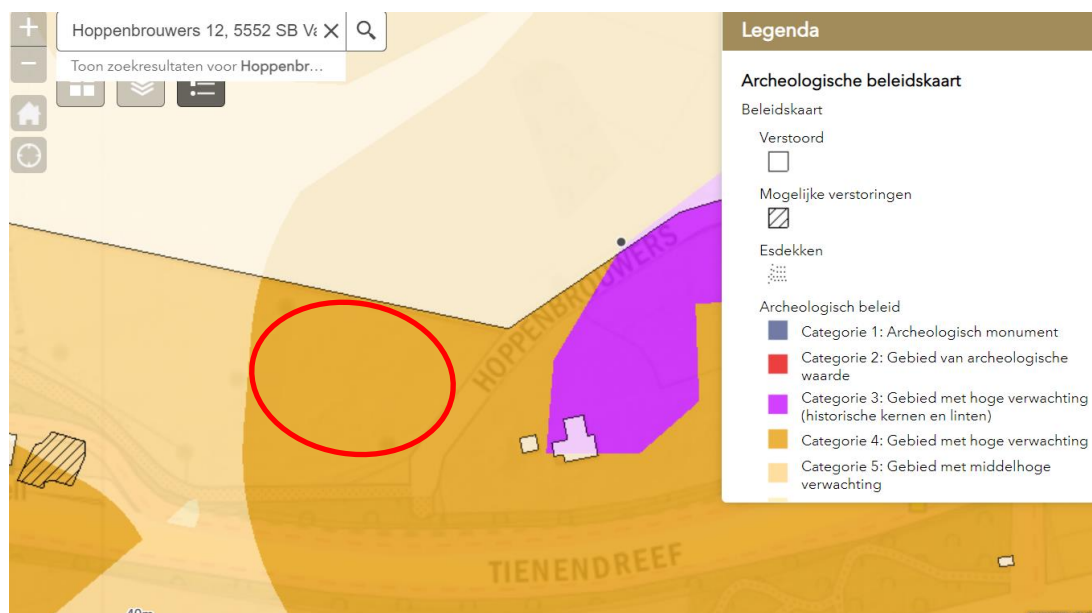 Hoppenbrouwers 12, 5552 SB Va
Toon zoekresultaten voor Hoppenbr...
Legenda
Archeologische beleidskaart
Beleidskaart
Verstoord
Mogelijke verstoringen
Esdekken
Archeologisch beleid
Categorie 1: Archeologisch monument
Categorie 2: Gebied van archeologische
waarde
Categorie 3: Gebied met hoge verwachting
(historische kernen en linten)
Categorie 4: Gebied met hoge verwachting
Categorie 5: Gebied met middelhoge
verwachting
HOPPENBROUWERS
TIENENDREEF
40m